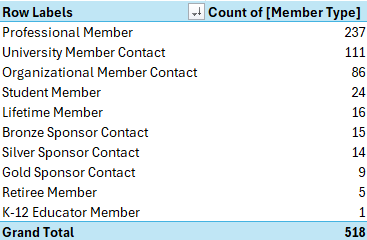 Row Labels Count of [Member Type]
Professional Member 237
University Member Contact 111
Organizational Member Contact 86
Student Member 24
Lifetime Member 16
Bronze Sponsor Contact 15
Silver Sponsor Contact 14
Gold Sponsor Contact 9
Retiree Member 5
K-12 Educator Member 1
Grand Total 518